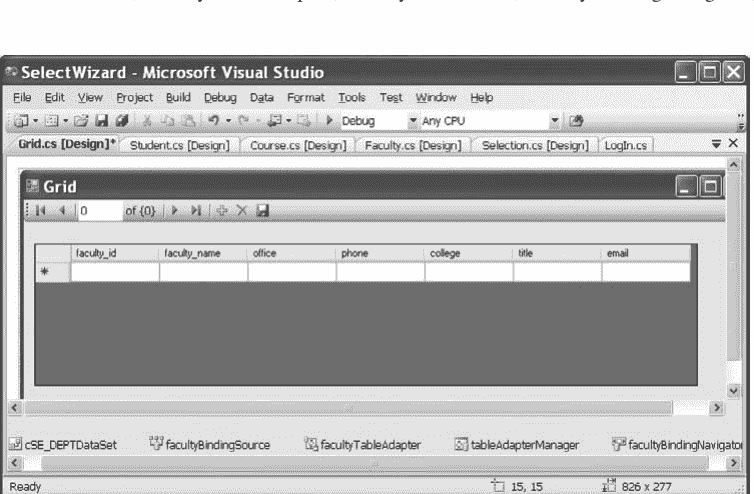 SelectWizard - Microsoft Visual Studio
File Edit View Project Build Debug Data Format Tools Test Window Help
Debug Any CPU
Grid.cs [Design]* Student.cs [Design] Course.cs [Design] Faculty.cs [Design] Selection.cs [Design] LogIn.cs
Grid
0 of {0}
faculty_id faculty_name office phone college title email
cSE_DEPTDataSet facultyBindingSource facultyTableAdapter tableAdapterManager facultyBindingNavigator
Ready 15, 15 826 x 277